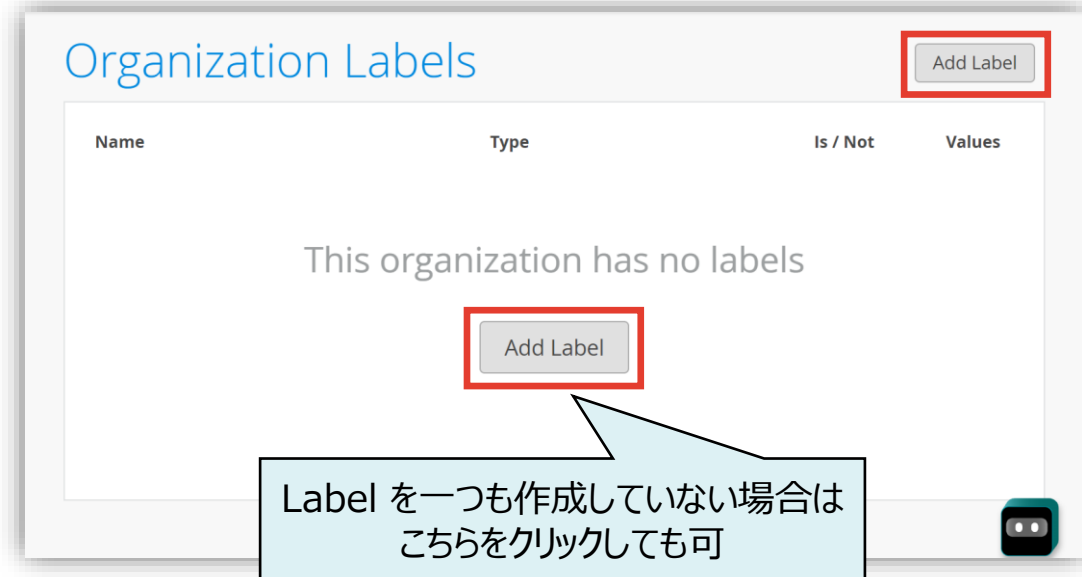 Organization Labels
Add Label
Name Type Is / Not Values
This organization has no labels
Add Label
Label を一つも作成していない場合は
こちらをクリックしても可